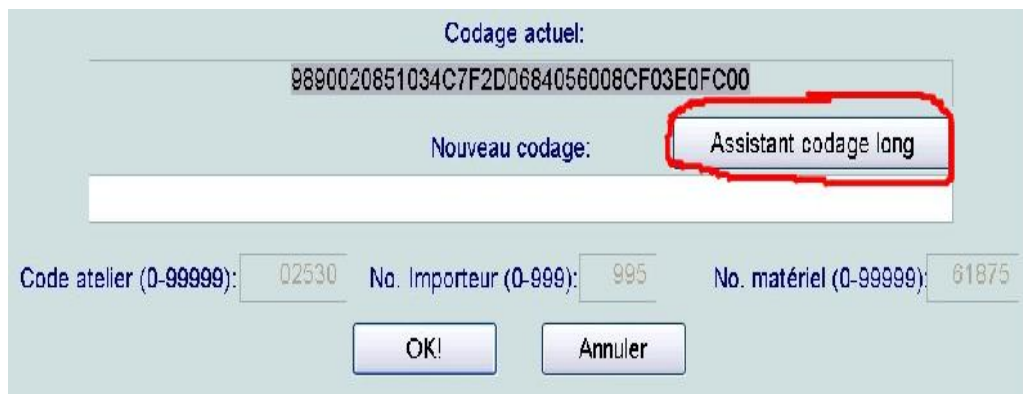 Codage actuel:
9890020851034C7F2D0684056008CF03E0FC00
Nouveau codage:
Assistant codage long
Code atelier (0-99999): 02530 No. Importeur (0-999): 995 No. matériel (0-99999): 61875
OK! Annuler